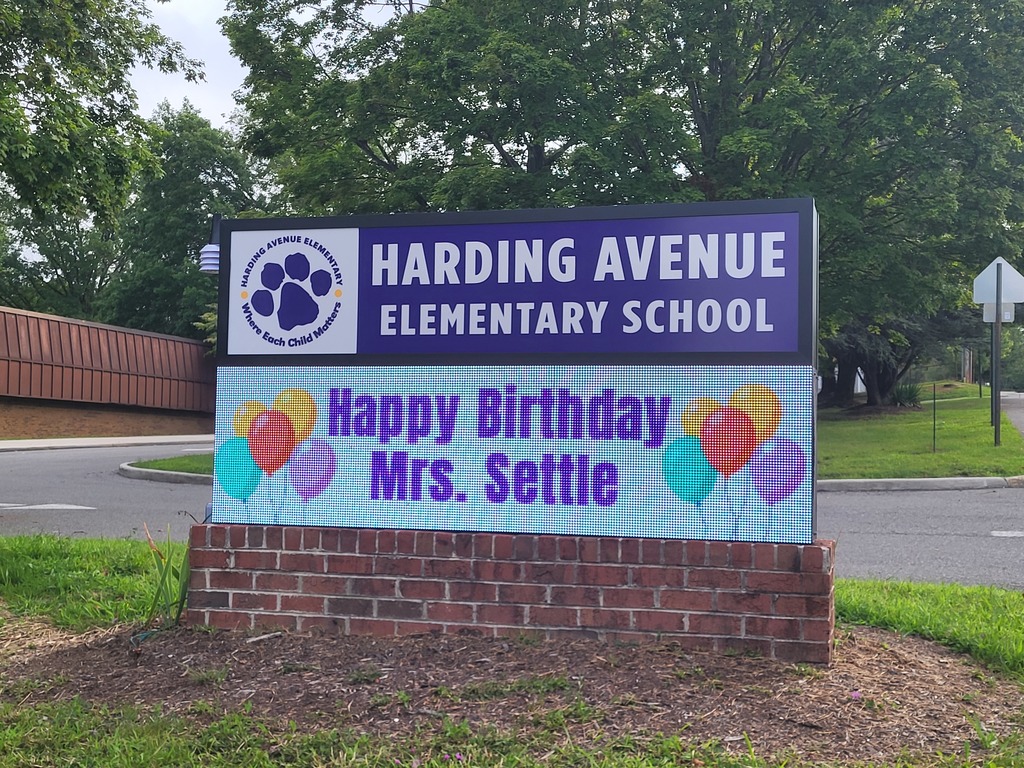 HARDING AVENUE ELEMENTARY
Where Each Child Matters
HARDING AVENUE
ELEMENTARY SCHOOL
Happy Birthday
Mrs. Settle